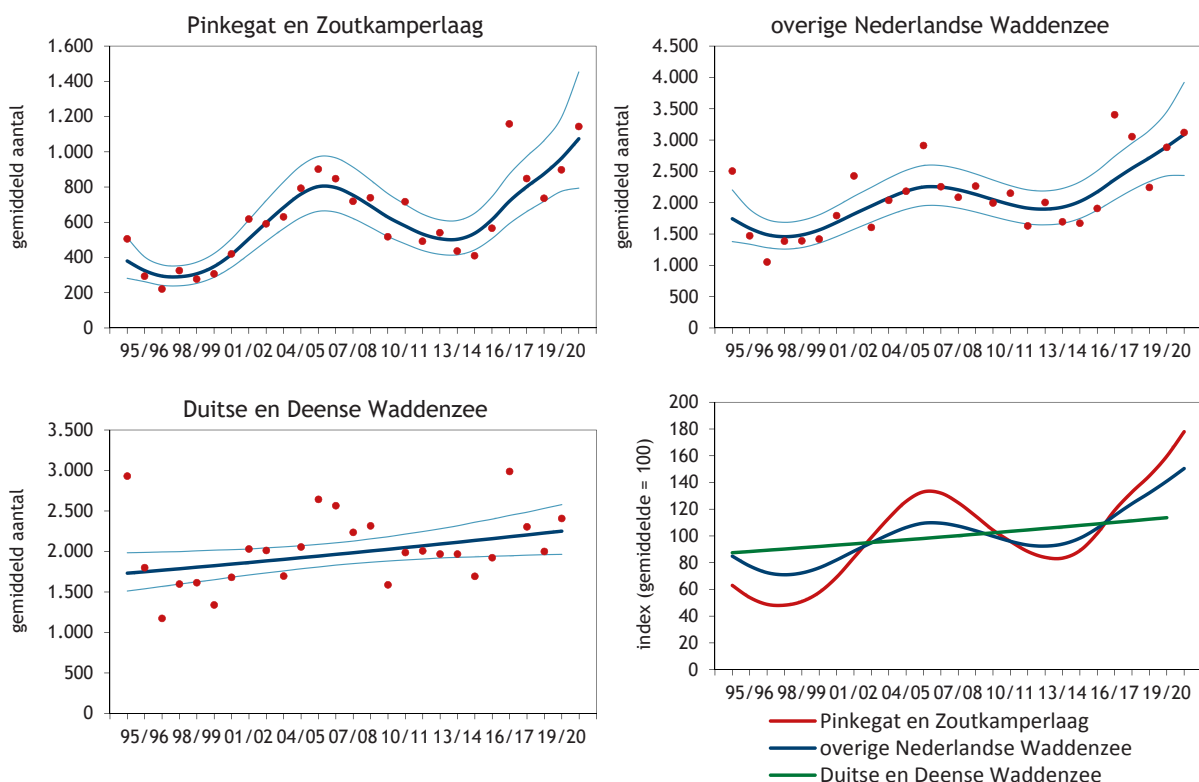 Pinkegat en Zoutkamperlaag
gemiddeld aantal
1.600
1.400
1.200
1.000
800
600
400
200
0
95/96 98/99 01/02 04/05 07/08 10/11 13/14 16/17 19/20
overige Nederlandse Waddenzee
gemiddeld aantal
4.500
4.000
3.500
3.000
2.500
2.000
1.500
1.000
500
0
95/96 98/99 01/02 04/05 07/08 10/11 13/14 16/17 19/20
Duitse en Deense Waddenzee
gemiddeld aantal
3.500
3.000
2.500
2.000
1.500
1.000
500
0
95/96 98/99 01/02 04/05 07/08 10/11 13/14 16/17 19/20
index (gemiddelde = 100)
200
180
160
140
120
100
80
60
40
20
0
95/96 98/99 01/02 04/05 07/08 10/11 13/14 16/17 19/20
Pinkegat en Zoutkamperlaag
overige Nederlandse Waddenzee
Duitse en Deense Waddenzee